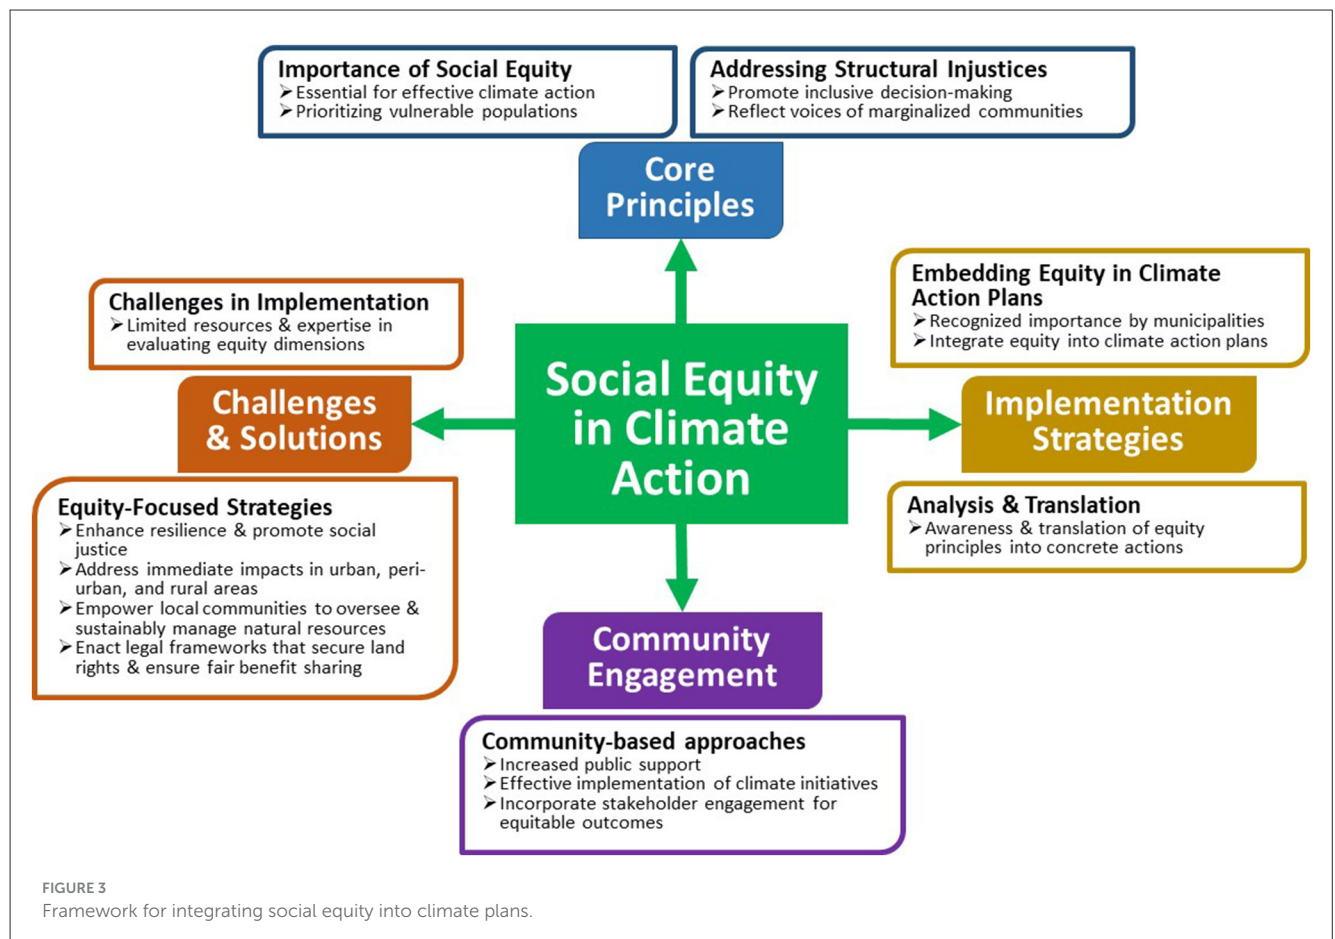 Importance of Social Equity
➤Essential for effective climate action
➤Prioritizing vulnerable populations
Addressing Structural Injustices
➤Promote inclusive decision-making
➤Reflect voices of marginalized communities
Core
Principles
Challenges in Implementation
➤Limited resources & expertise in
evaluating equity dimensions
Challenges
& Solutions
Equity-Focused Strategies
➤Enhance resilience & promote social
justice
➤Address immediate impacts in urban, peri-
urban, and rural areas
➤Empower local communities to oversee &
sustainably manage natural resources
➤Enact legal frameworks that secure land
rights & ensure fair benefit sharing
Social Equity
in Climate
Action
Embedding Equity in Climate
Action Plans
➤Recognized importance by municipalities
➤Integrate equity into climate action plans
Implementation
Strategies
Analysis & Translation
➤Awareness & translation of equity
principles into concrete actions
Community
Engagement
Community-based approaches
➤Increased public support
➤Effective implementation of climate initiatives
➤Incorporate stakeholder engagement for
equitable outcomes
FIGURE 3
Framework for integrating social equity into climate plans.